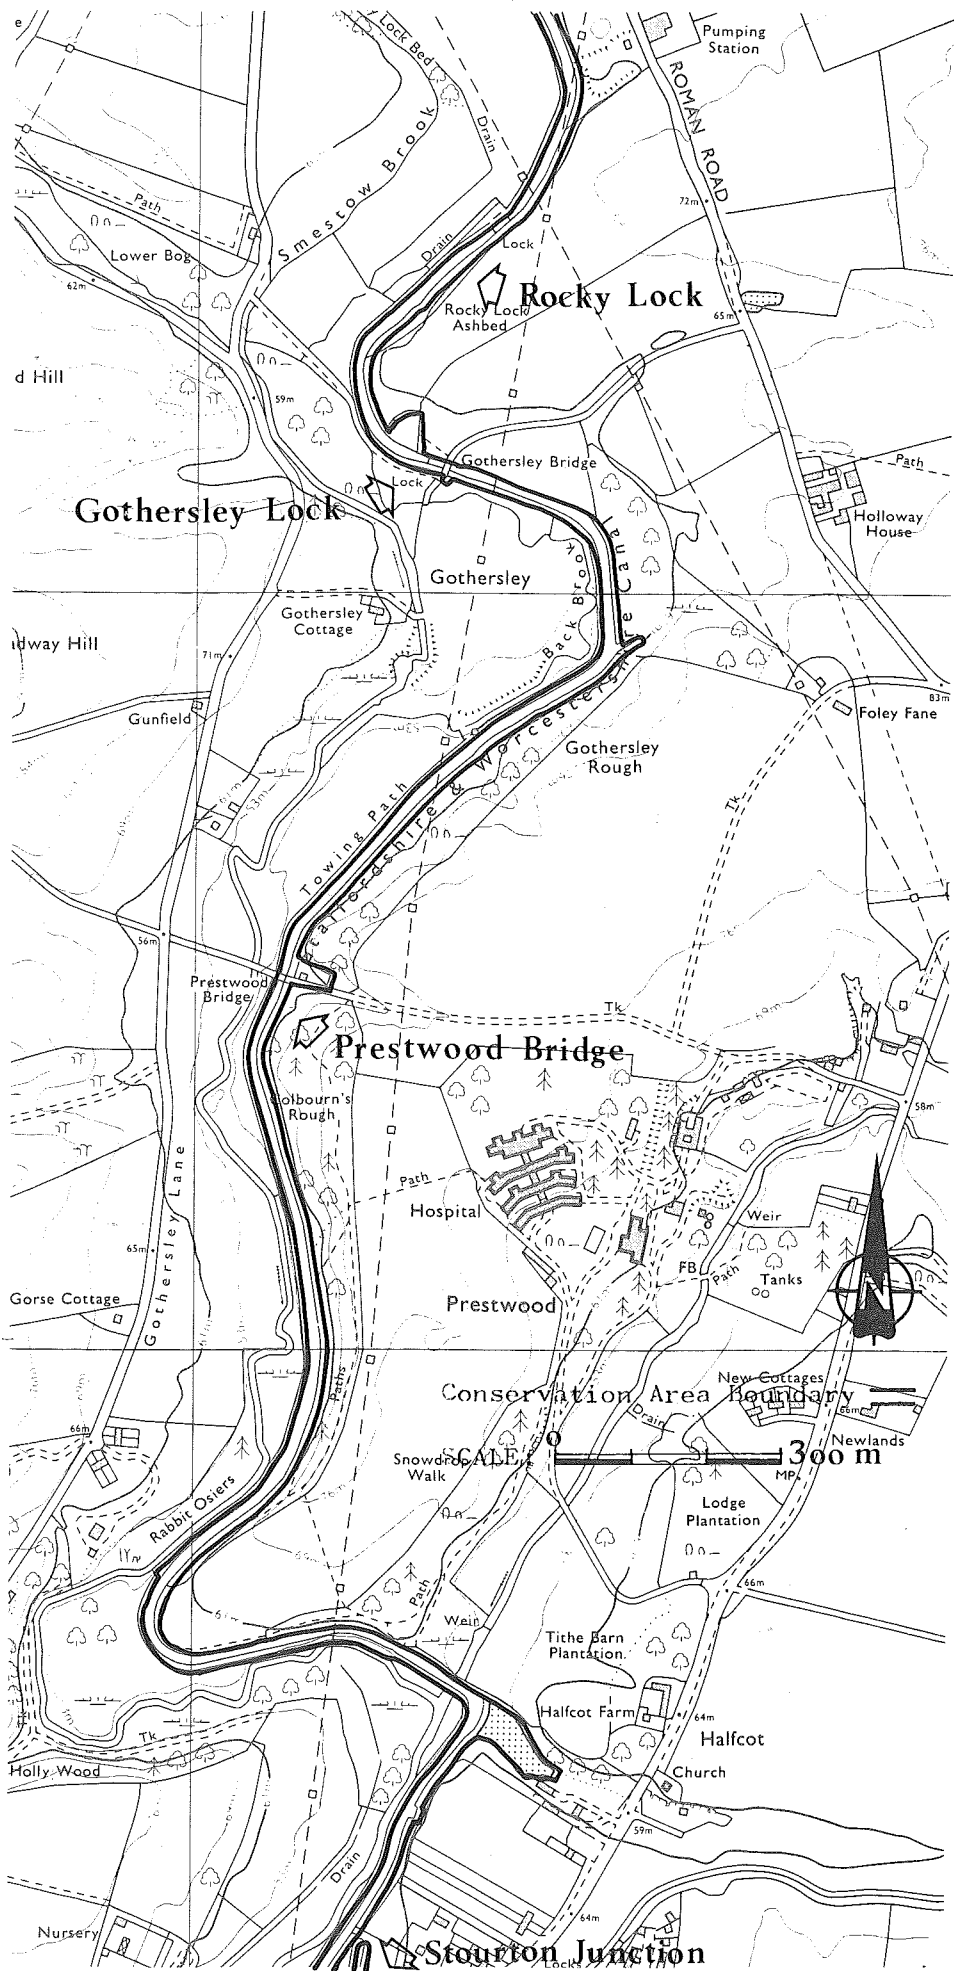 e
Lock Bed
Pumping
Station
ROMAN ROAD
Drain
Smestow Brook
Path
72m
Drain
Lock
Lower Bog
62m
Rocky Lock
Rocky Lock
Ashbed
65m
d Hill
59m
Gothersley Bridge
Path
Lock
Gothersley Lock
Holloway
House
Gothersley
Back Brook
Gothersley
Cottage
adway Hill
71m
83m
Gunfield
Foley Fane
Gothersley
Rough
Staffordshire & Worcestershire Canal
53m
Tk
Towing Path
56m
Prestwood
Bridge
Tk
69m
Prestwood Bridge
Colbourn's
Rough
58m
Path
Hospital
Gothersley Lane
Weir
65m
FB
Path
Tanks
N
Gorse Cottage
Prestwood
Paths
New Cottages
Conservation Area Boundary
66m
Drain
66m
Newlands
SCALE: 0 300 m
Snowdrop
Walk
MP
Rabbit Osiers
Lodge
Plantation
66m
Path
Weir
Tithe Barn
Plantation
Halfcot Farm
64m
Halfcot
Tk
Holly Wood
Church
59m
Drain
64m
Nursery
Stourton Junction
Locks